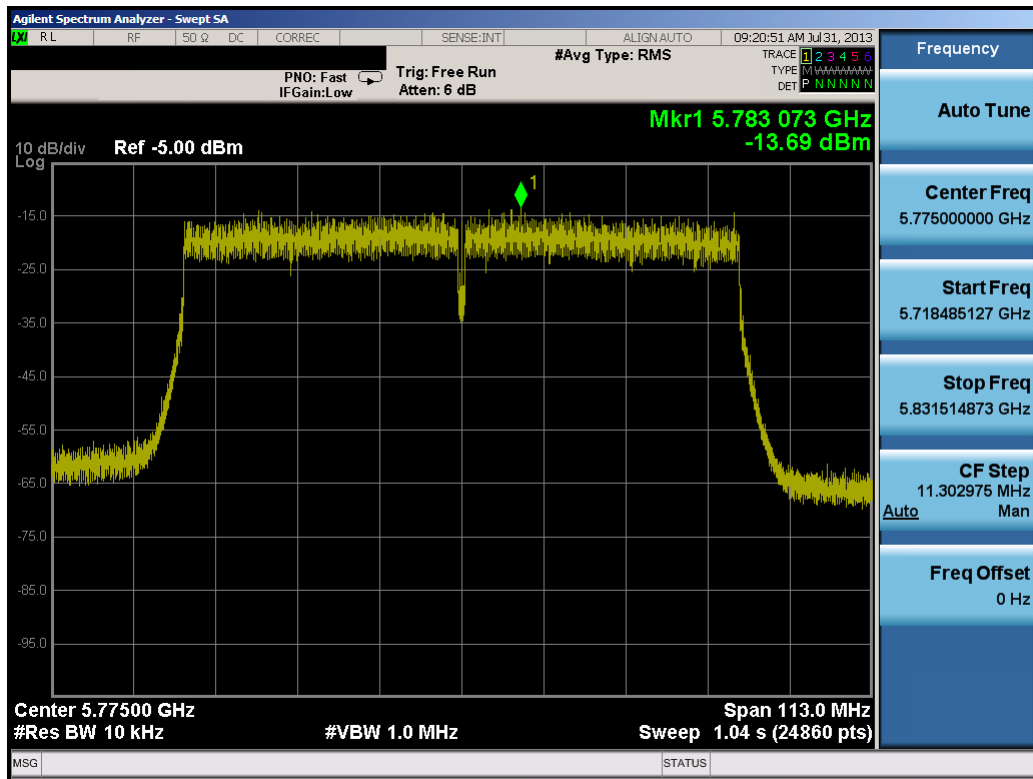 Agilent Spectrum Analyzer - Swept SA
LXI RL RF 50 Ω DC CORREC SENSE:INT ALIGNAUTO 09:20:51 AM Jul 31, 2013
#Avg Type: RMS TRACE 1 2 3 4 5 6
PNO: Fast Trig: Free Run TYPE M WWWWW
IFGain:Low Atten: 6 dB DET P N N N N N
Mkr1 5.783 073 GHz
-13.69 dBm
10 dB/div Ref -5.00 dBm
Log
1
-15.0
-25.0
-35.0
-45.0
-55.0
-65.0
-75.0
-85.0
-95.0
Center 5.77500 GHz Span 113.0 MHz
#Res BW 10 kHz #VBW 1.0 MHz Sweep 1.04 s (24860 pts)
MSG STATUS
Frequency
Auto Tune
Center Freq
5.775000000 GHz
Start Freq
5.718485127 GHz
Stop Freq
5.831514873 GHz
CF Step
11.302975 MHz
Auto Man
Freq Offset
0 Hz